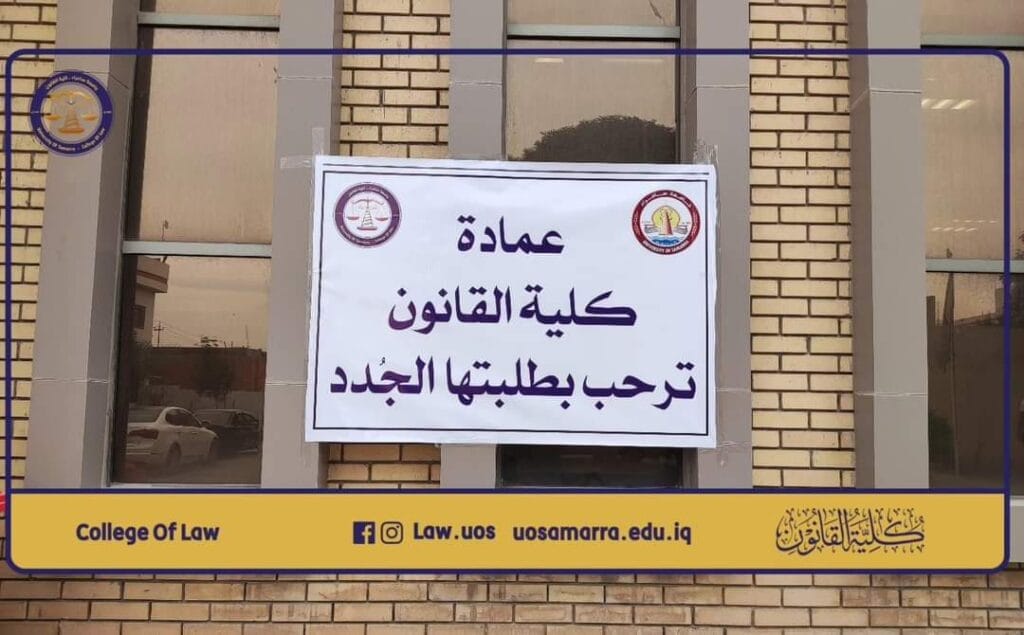 عمادة
كلية القانون
ترحب بطلبتها الجُدد
College Of Law
Law.uos
uosamarra.edu.iq
كلية القانون